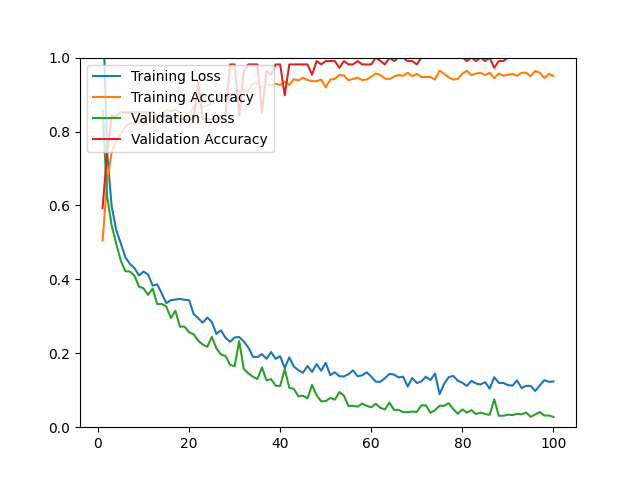 1.0
Training Loss
Training Accuracy
Validation Loss
Validation Accuracy
0.8
0.6
0.4
0.2
0.0
0 20 40 60 80 100